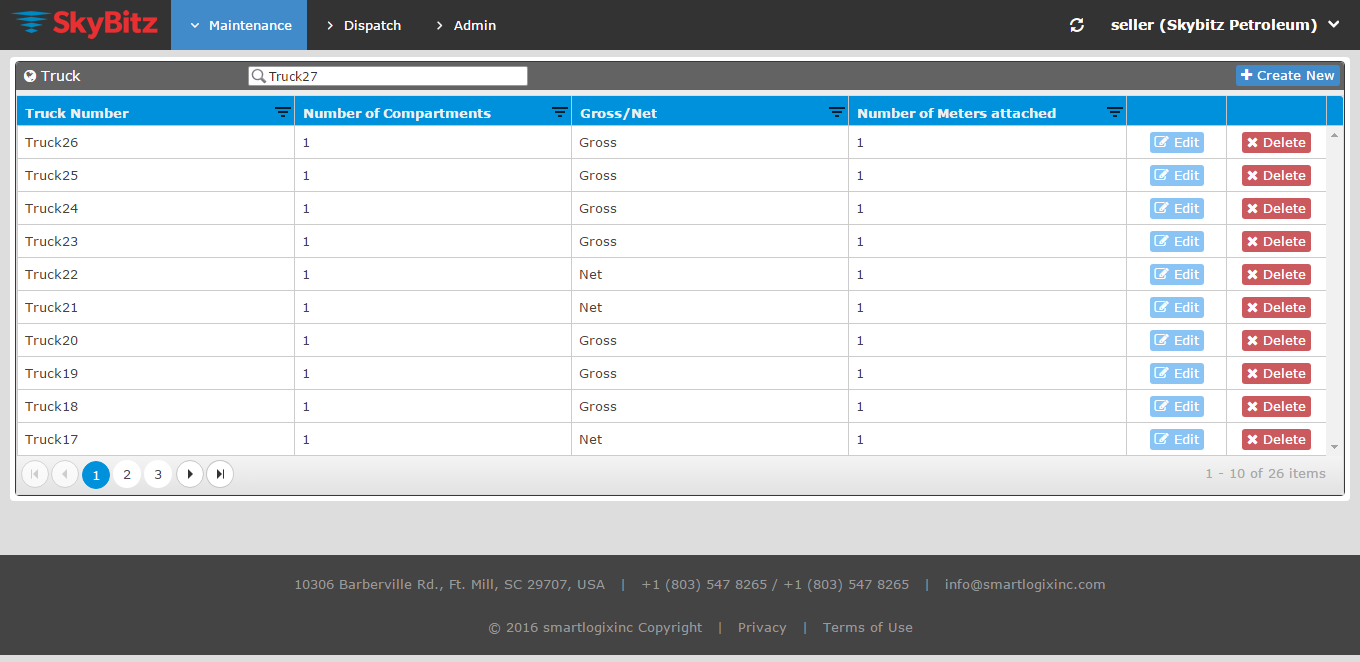 SkyBitz Maintenance Dispatch Admin seller (Skybitz Petroleum)
Truck Truck27 Create New
Truck Number Number of Compartments Gross/Net Number of Meters attached
Truck26 1 Gross 1 Edit Delete
Truck25 1 Gross 1 Edit Delete
Truck24 1 Gross 1 Edit Delete
Truck23 1 Gross 1 Edit Delete
Truck22 1 Net 1 Edit Delete
Truck21 1 Net 1 Edit Delete
Truck20 1 Gross 1 Edit Delete
Truck19 1 Gross 1 Edit Delete
Truck18 1 Gross 1 Edit Delete
Truck17 1 Net 1 Edit Delete
1 2 3 1 - 10 of 26 items
10306 Barberville Rd., Ft. Mill, SC 29707, USA | +1 (803) 547 8265 / +1 (803) 547 8265 | info@smartlogixinc.com
© 2016 smartlogixinc Copyright | Privacy | Terms of Use